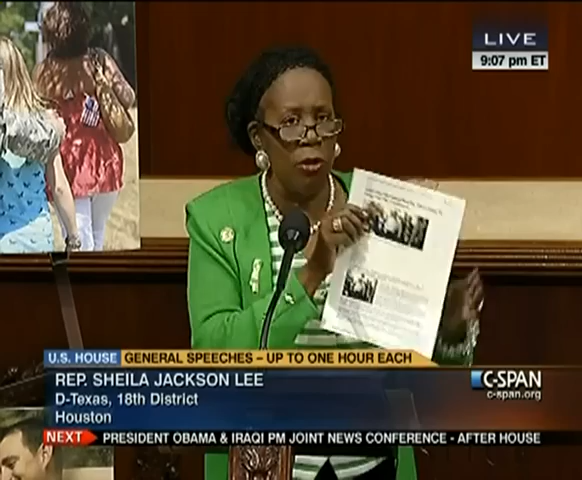 LIVE
9:07 pm ET
U.S. HOUSE GENERAL SPEECHES – UP TO ONE HOUR EACH
REP. SHEILA JACKSON LEE
D-Texas, 18th District
Houston
C-SPAN
c-span.org
NEXT PRESIDENT OBAMA & IRAQI PM JOINT NEWS CONFERENCE - AFTER HOUSE